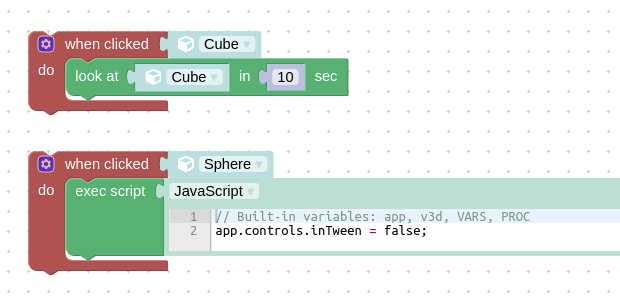 when clicked Cube
do look at Cube in 10 sec
when clicked Sphere
do exec script JavaScript
1 // Built-in variables: app, v3d, VARS, PROC
2 app.controls.inTween = false;